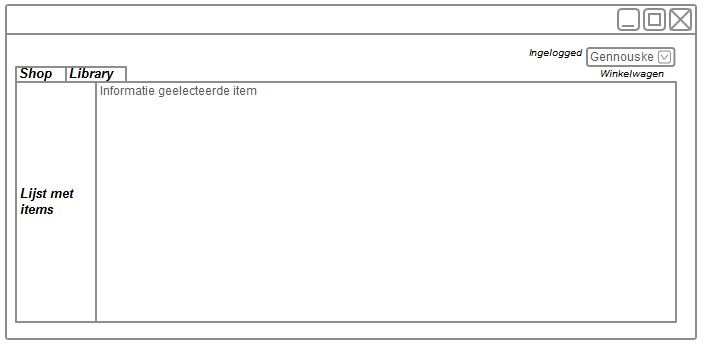 Ingelogged Gennouske
Winkelwagen
Shop Library
Informatie geelecteerde item
Lijst met
items